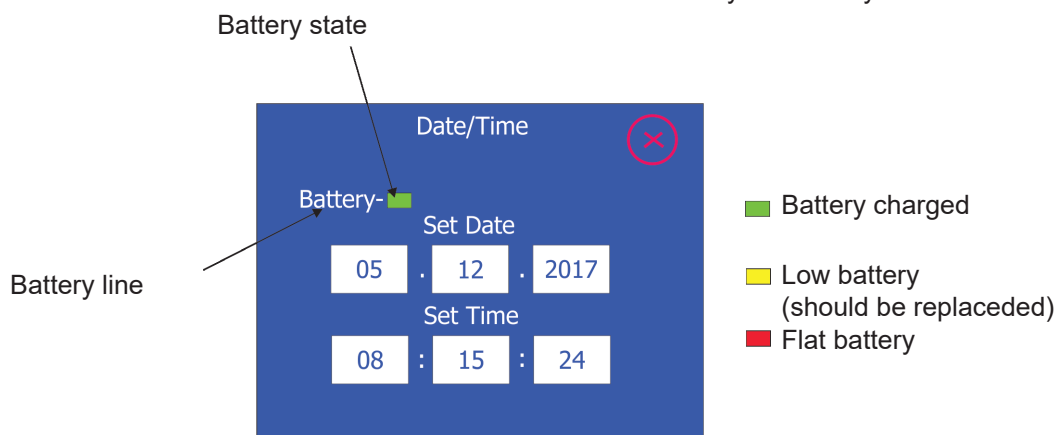 Battery state
Date/Time
Battery-
Set Date
05 . 12 . 2017
Set Time
08 : 15 : 24
Battery line
Battery charged
Low battery
(should be replaceded)
Flat battery